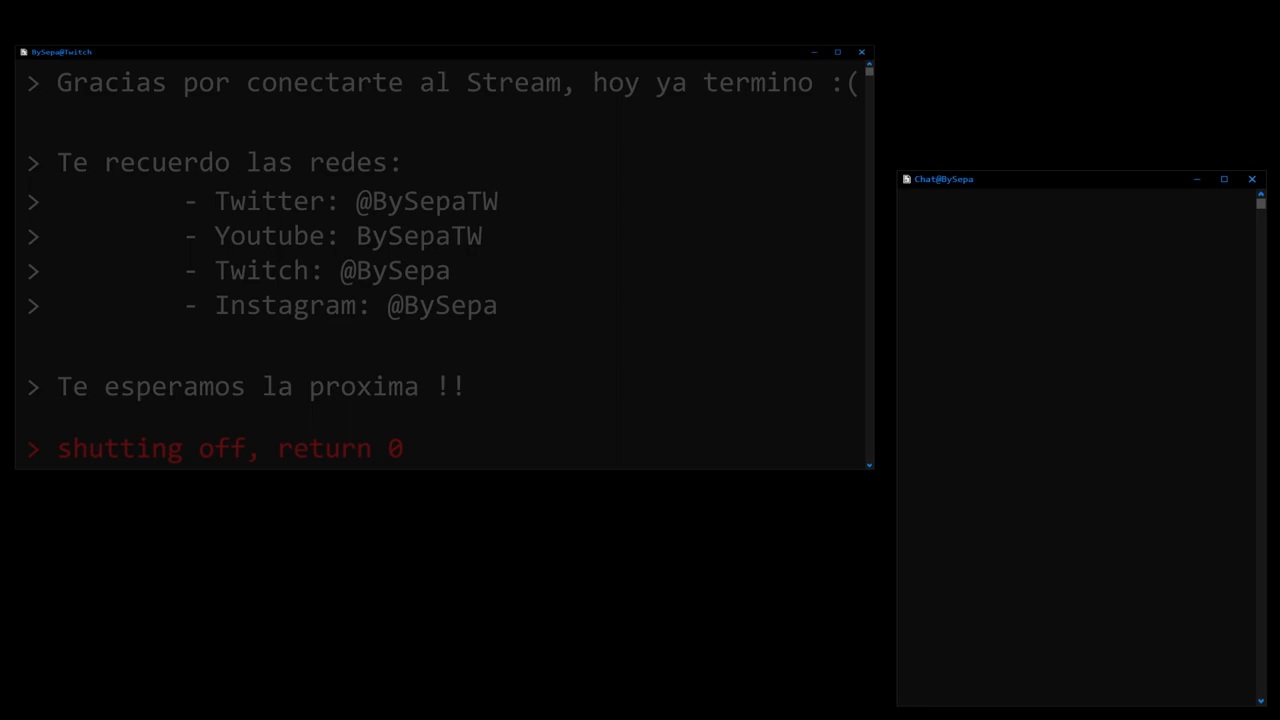 BySepa@Twitch
> Gracias por conectarte al Stream, hoy ya termino :(
> Te recuerdo las redes:
> - Twitter: @BySepaTW
> - Youtube: BySepaTW
> - Twitch: @BySepa
> - Instagram: @BySepa
> Te esperamos la proxima !!
> shutting off, return 0
Chat@BySepa